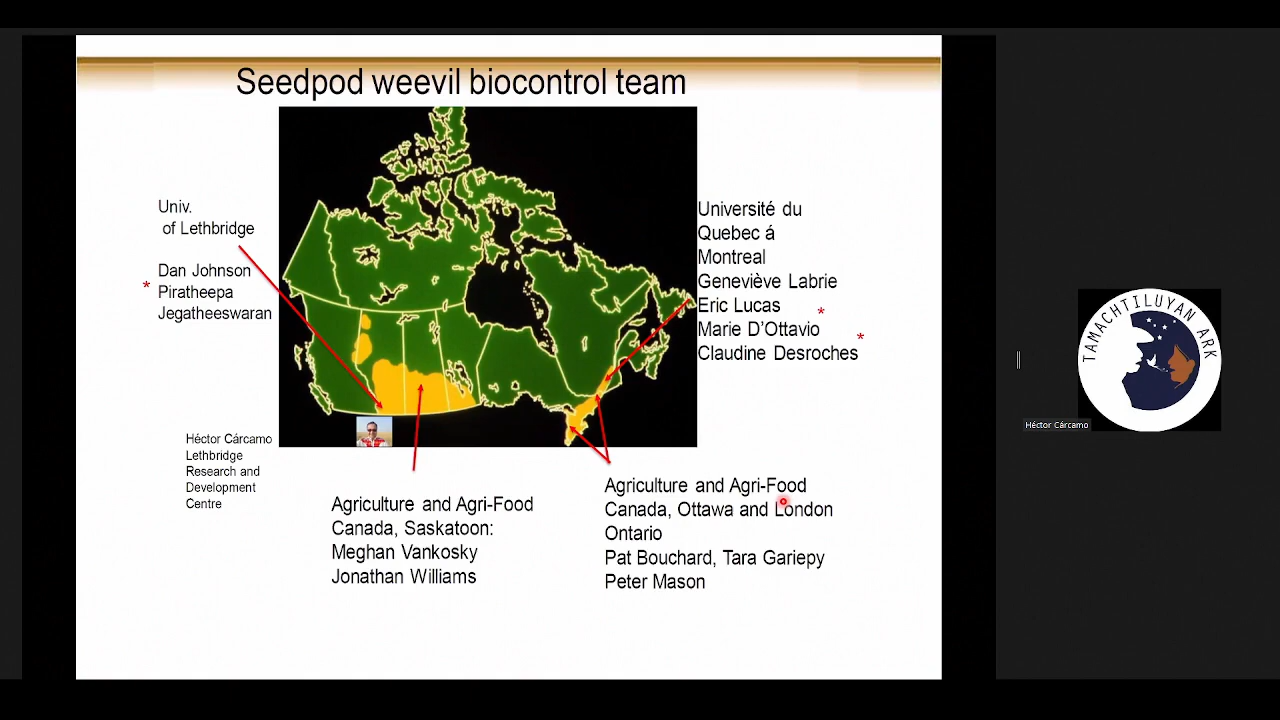 Seedpod weevil biocontrol team
Univ.
of Lethbridge
Dan Johnson
* Piratheepa
Jegatheeswaran
Université du
Quebec á
Montreal
Geneviève Labrie
Eric Lucas
*
Marie D'Ottavio
*
Claudine Desroches
Héctor Cárcamo
Lethbridge
Research and
Development
Centre
Agriculture and Agri-Food
Canada, Saskatoon:
Meghan Vankosky
Jonathan Williams
Agriculture and Agri-Food
Canada, Ottawa and London
Ontario
Pat Bouchard, Tara Gariepy
Peter Mason
TAMACHTILUYAN ARK
Héctor Cárcamo